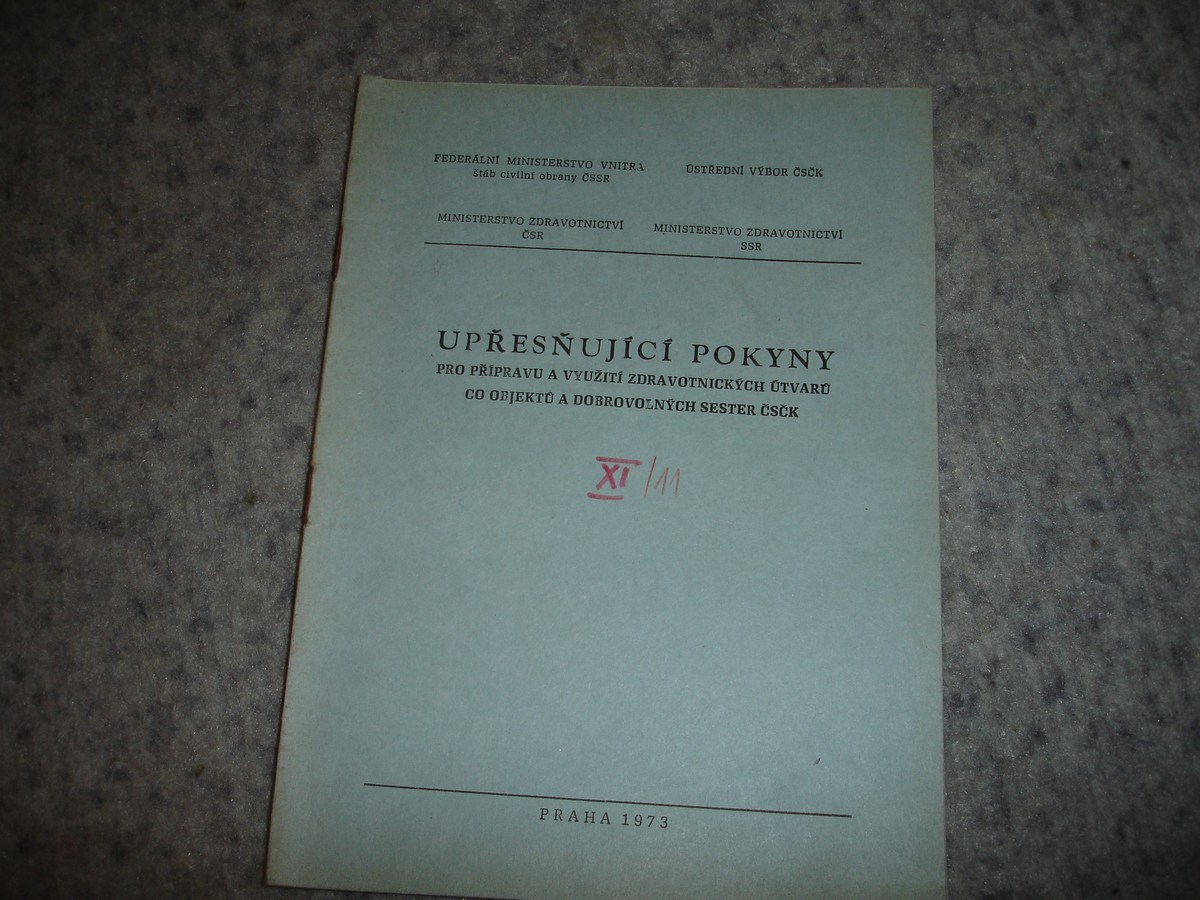 FEDERÁLNÍ MINISTERSTVO VNITRA
štáb civilní obrany ČSSR
ÚSTŘEDNÍ VÝBOR ČSČK
MINISTERSTVO ZDRAVOTNICTVÍ
ČSR
MINISTERSTVO ZDRAVOTNICTVÍ
SSR
UPŘESŇUJÍCÍ POKYNY
PRO PŘÍPRAVU A VYUŽITÍ ZDRAVOTNICKÝCH ÚTVARŮ
CO OBJEKTŮ A DOBROVOLNÝCH SESTER ČSČK
XI/11
PRAHA 1973